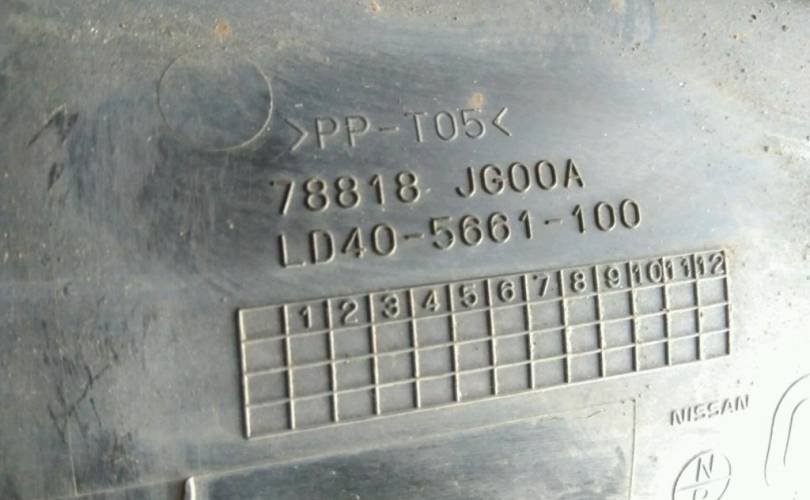 >PP-T05<
78818 JG00A
LD40-5661-100
1 2 3 4 5 6 7 8 9 10 11 12
NISSAN
N